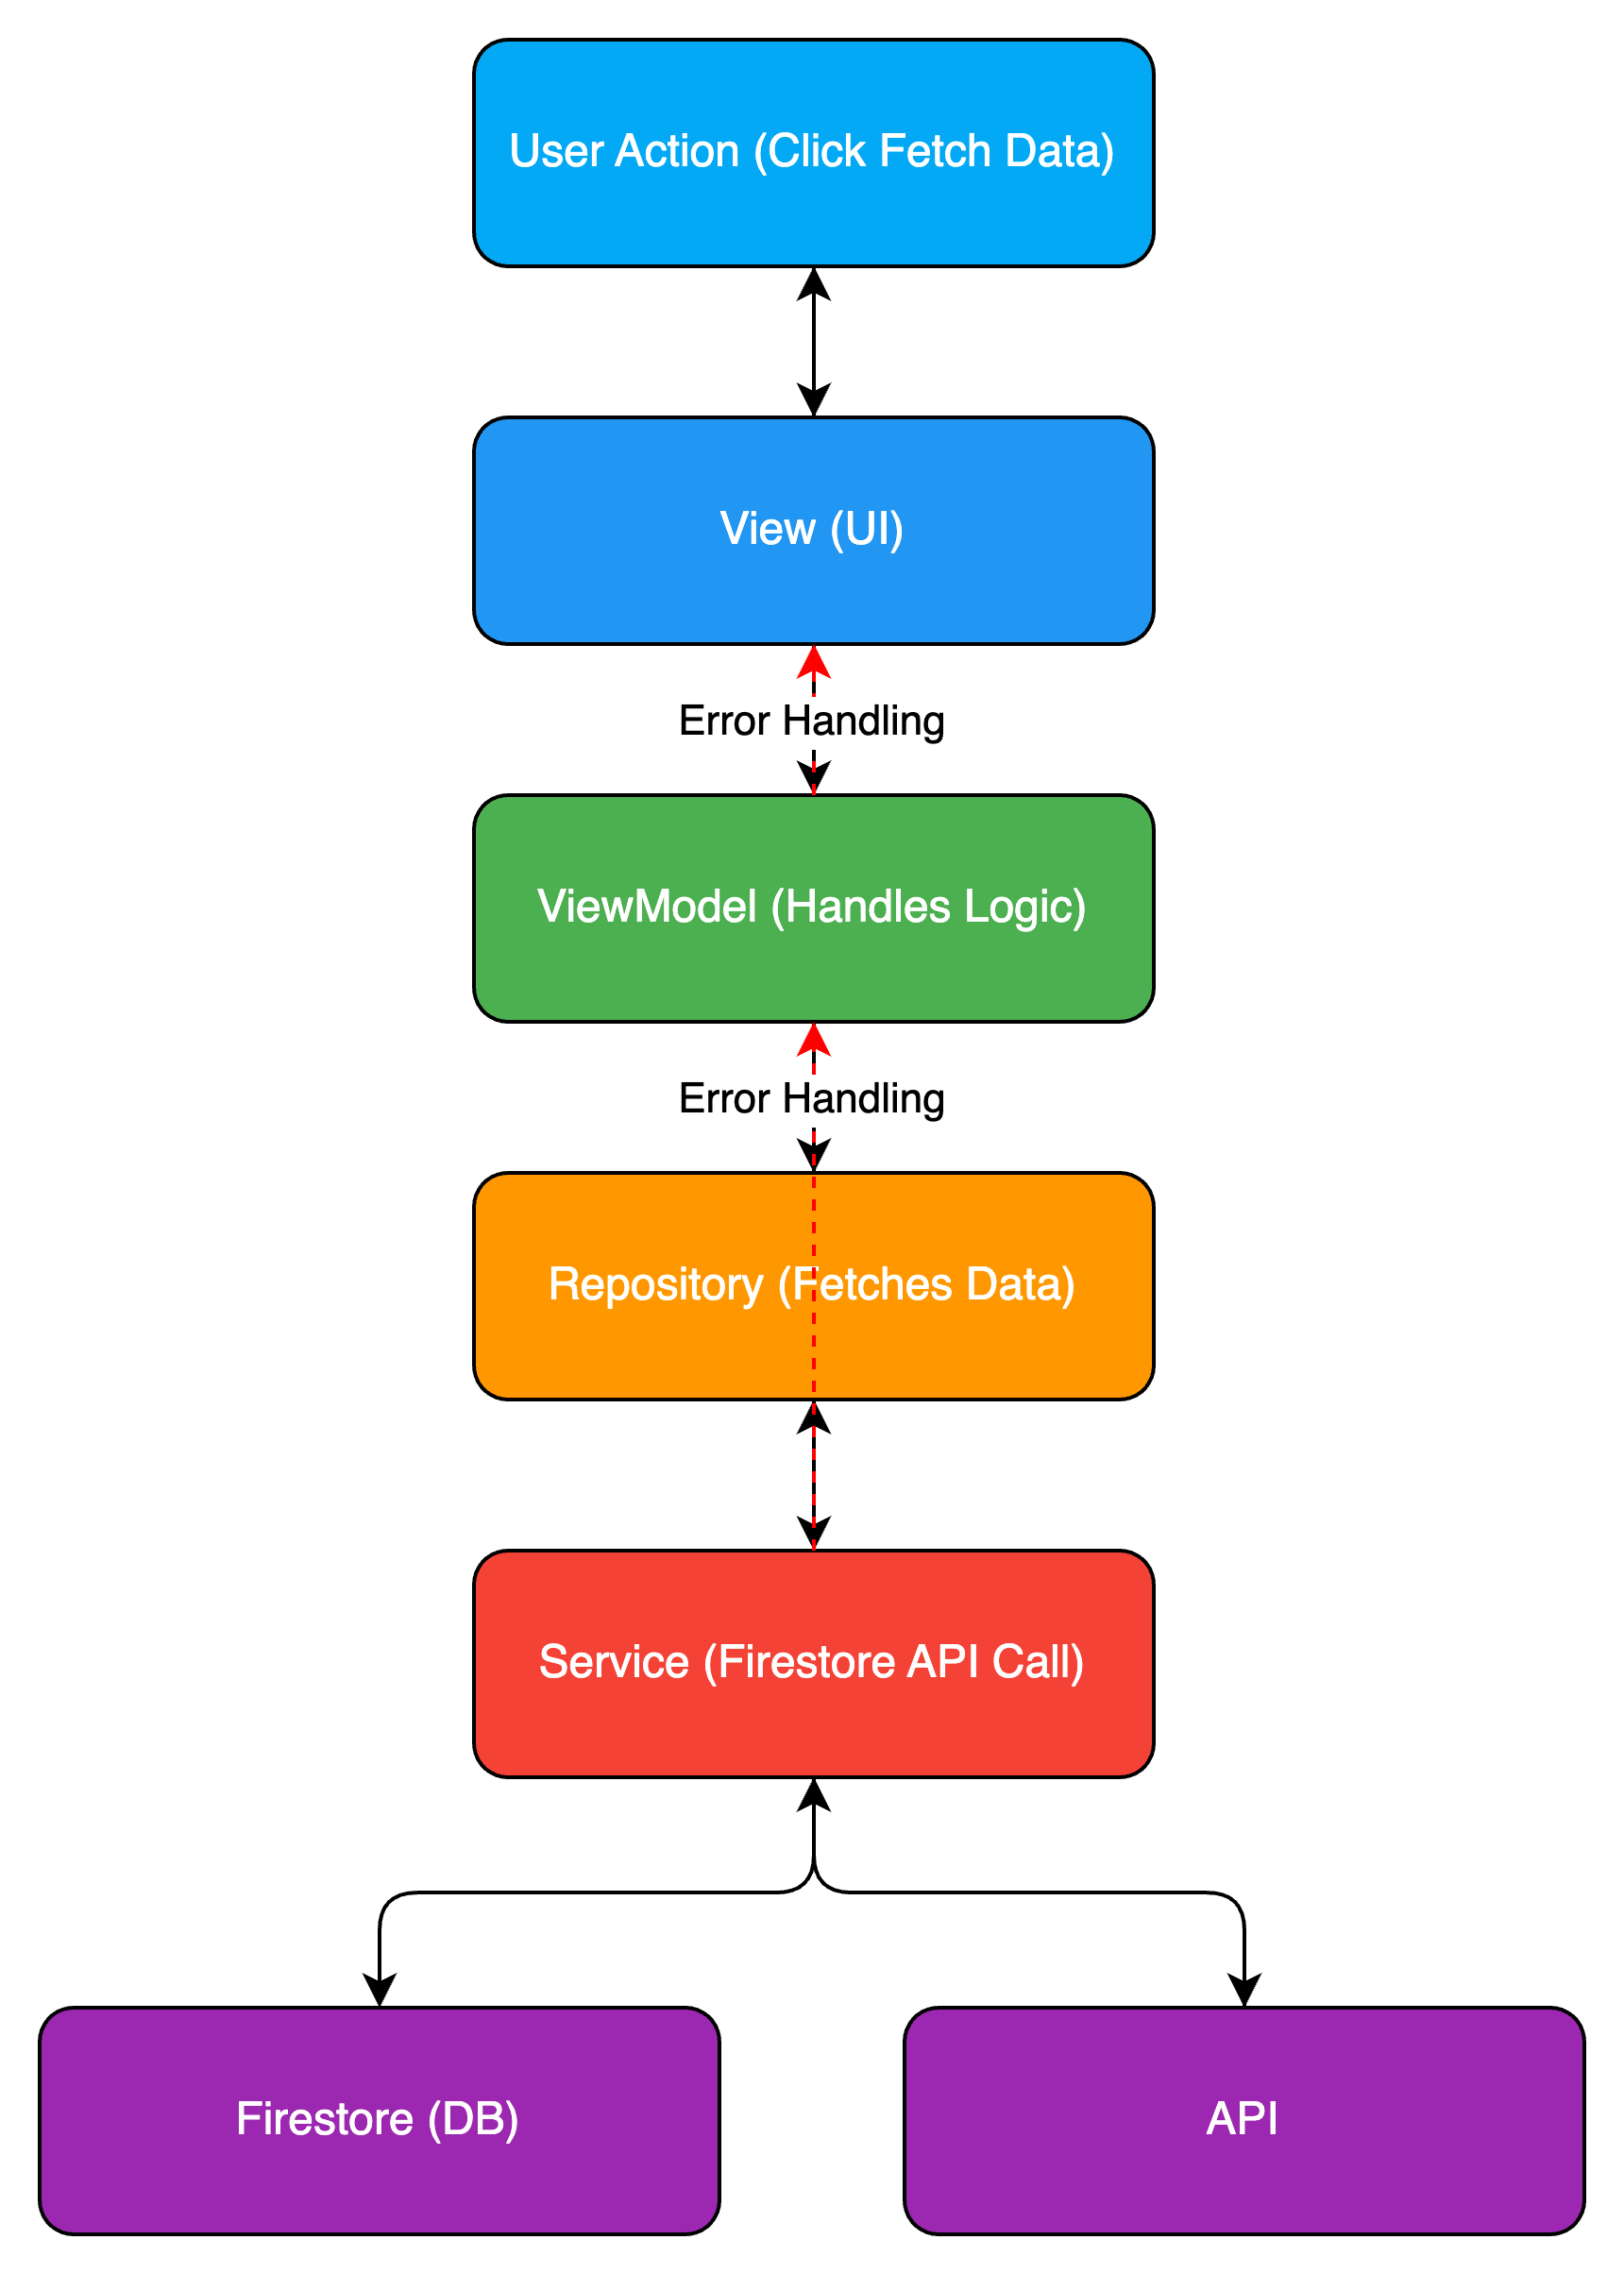 User Action (Click Fetch Data)
View (UI)
Error Handling
ViewModel (Handles Logic)
Error Handling
Repository (Fetches Data)
Service (Firestore API Call)
Firestore (DB)
API